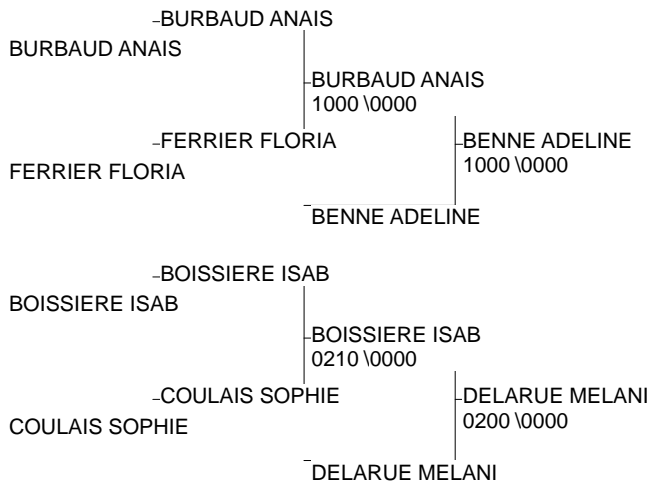 BURBAUD ANAIS
BURBAUD ANAIS
BURBAUD ANAIS
1000 \0000
FERRIER FLORIA
BENNE ADELINE
1000 \0000
FERRIER FLORIA
BENNE ADELINE
BOISSIERE ISAB
BOISSIERE ISAB
BOISSIERE ISAB
0210 \0000
COULAIS SOPHIE
DELARUE MELANI
0200 \0000
COULAIS SOPHIE
DELARUE MELANI